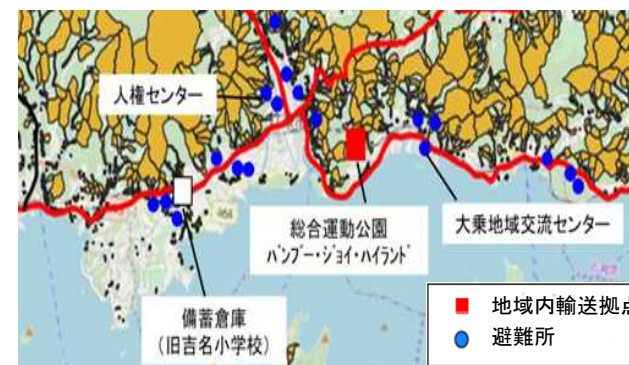 人権センター
総合運動公園
バンブー・ジョイ・ハイランド
大乗地域交流センター
備蓄倉庫
(旧吉名小学校)
地域内輸送拠点
避難所